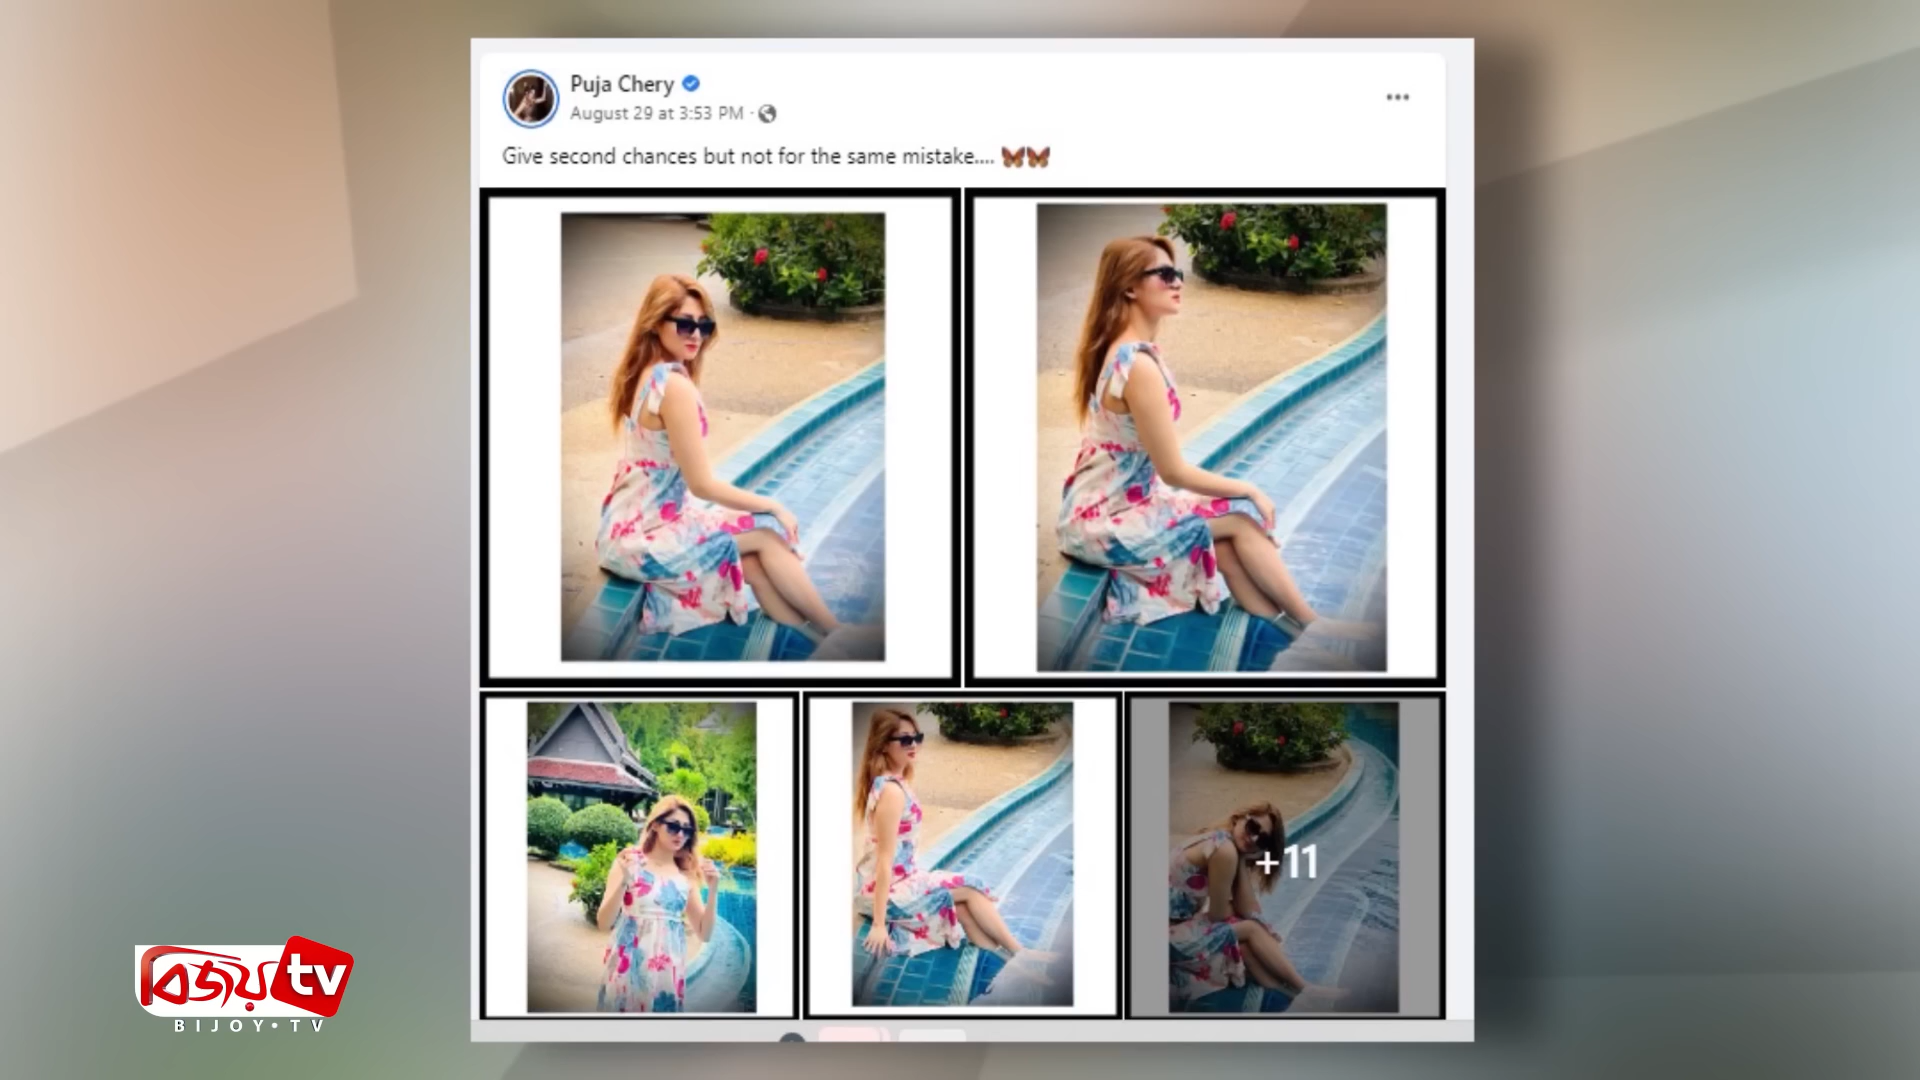 Puja Chery
August 29 at 3:53 PM ·
Give second chances but not for the same mistake.... 🦋🦋
+11
বিজয় tv
BIJOY•TV